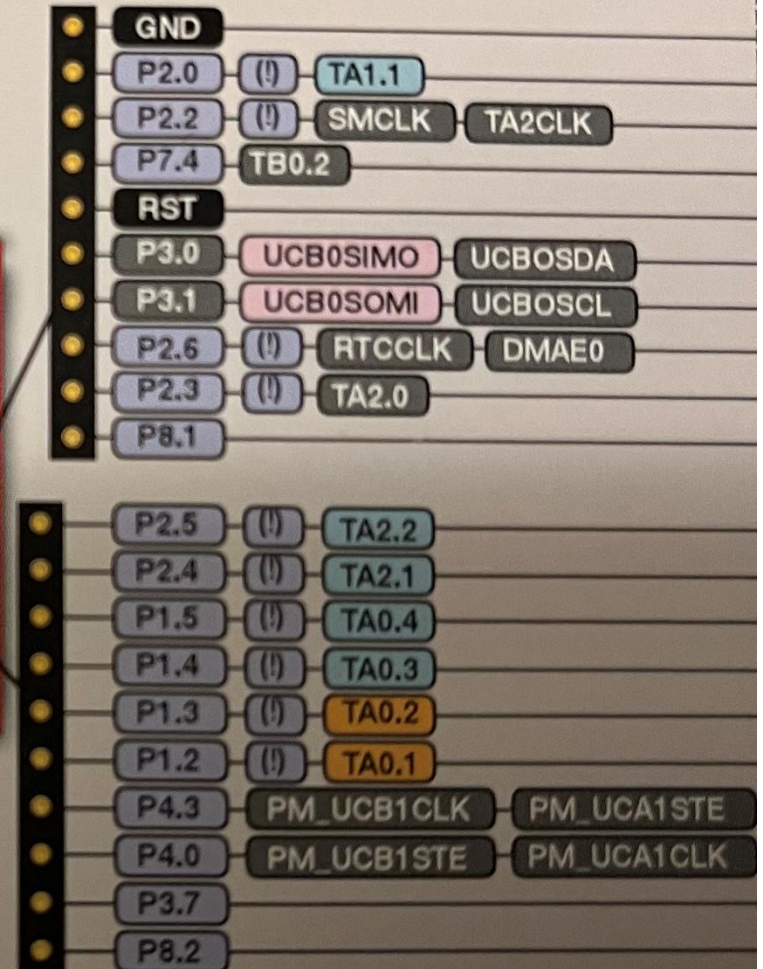 GND
P2.0 (!) TA1.1
P2.2 (!) SMCLK TA2CLK
P7.4 TB0.2
RST
P3.0 UCB0SIMO UCBOSDA
P3.1 UCB0SOMI UCBOSCL
P2.6 (!) RTCCLK DMAE0
P2.3 (!) TA2.0
P8.1
P2.5 (!) TA2.2
P2.4 (!) TA2.1
P1.5 (!) TA0.4
P1.4 (!) TA0.3
P1.3 (!) TA0.2
P1.2 (!) TA0.1
P4.3 PM_UCB1CLK PM_UCA1STE
P4.0 PM_UCB1STE PM_UCA1CLK
P3.7
P8.2